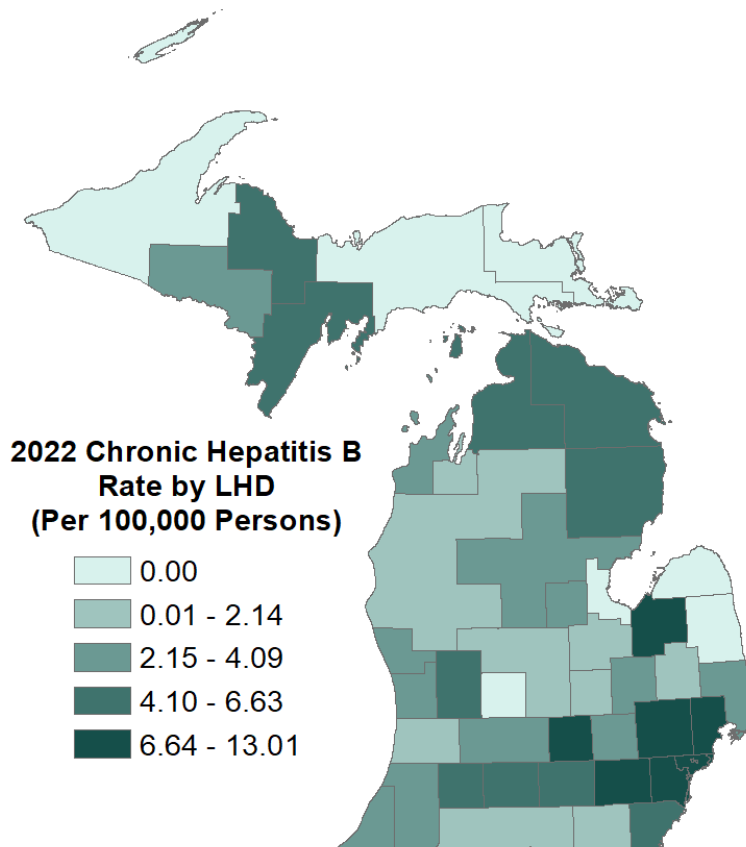 2022 Chronic Hepatitis B
Rate by LHD
(Per 100,000 Persons)
0.00
0.01 - 2.14
2.15 - 4.09
4.10 - 6.63
6.64 - 13.01